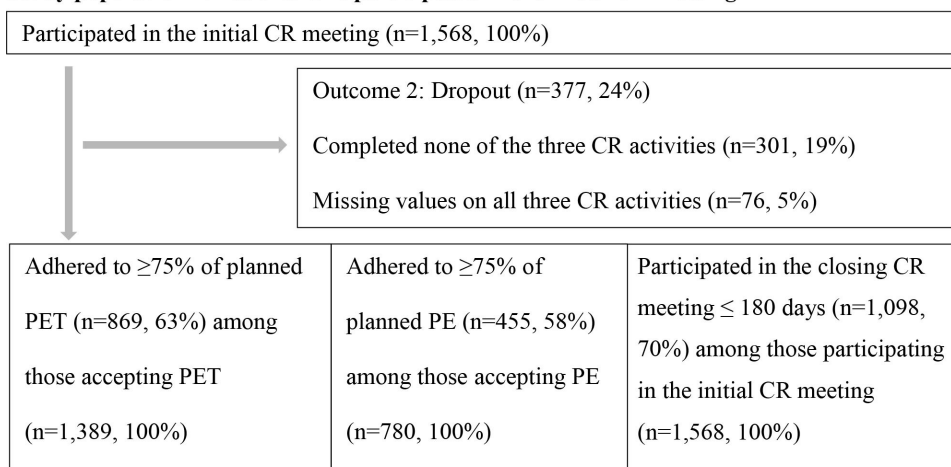 Participated in the initial CR meeting (n=1,568, 100%)
Outcome 2: Dropout (n=377, 24%)
Completed none of the three CR activities (n=301, 19%)
Missing values on all three CR activities (n=76, 5%)
Adhered to ≥75% of planned
PET (n=869, 63%) among
those accepting PET
(n=1,389, 100%)
Adhered to ≥75% of
planned PE (n=455, 58%)
among those accepting PE
(n=780, 100%)
Participated in the closing CR
meeting ≤ 180 days (n=1,098,
70%) among those participating
in the initial CR meeting
(n=1,568, 100%)